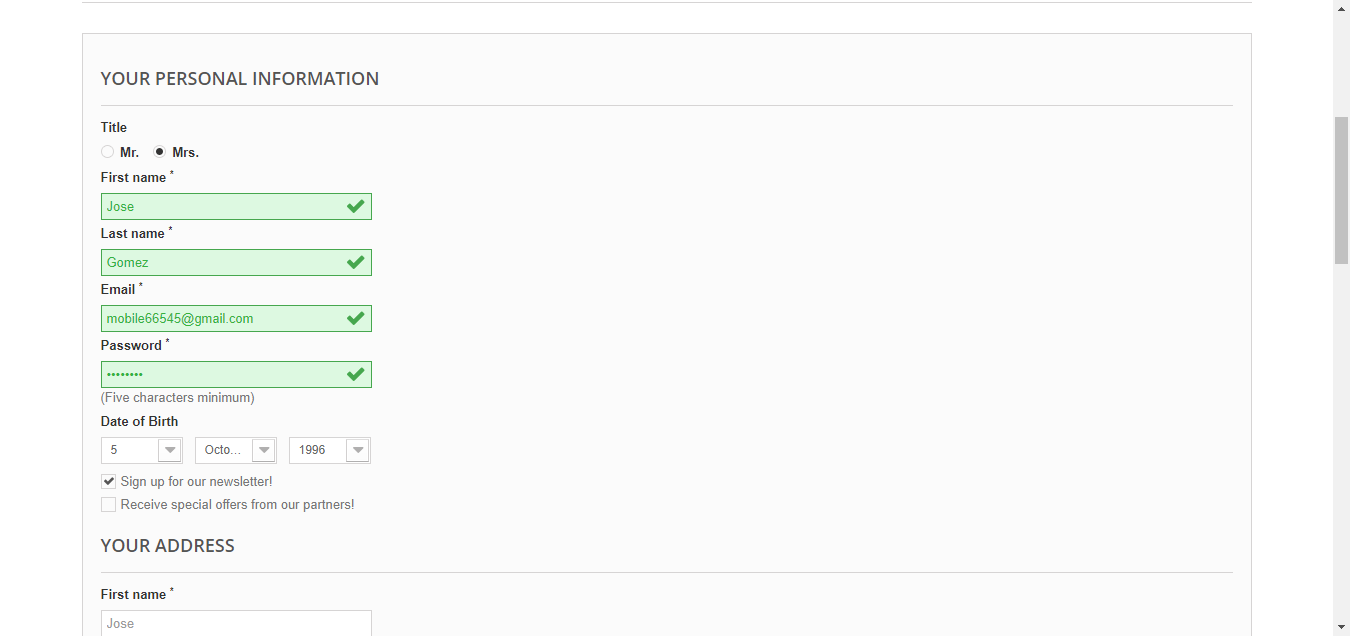 YOUR PERSONAL INFORMATION
Title
Mr. Mrs.
First name *
Jose
Last name *
Gomez
Email *
mobile66545@gmail.com
Password *
••••••••
(Five characters minimum)
Date of Birth
5 Octo... 1996
Sign up for our newsletter!
Receive special offers from our partners!
YOUR ADDRESS
First name *
Jose